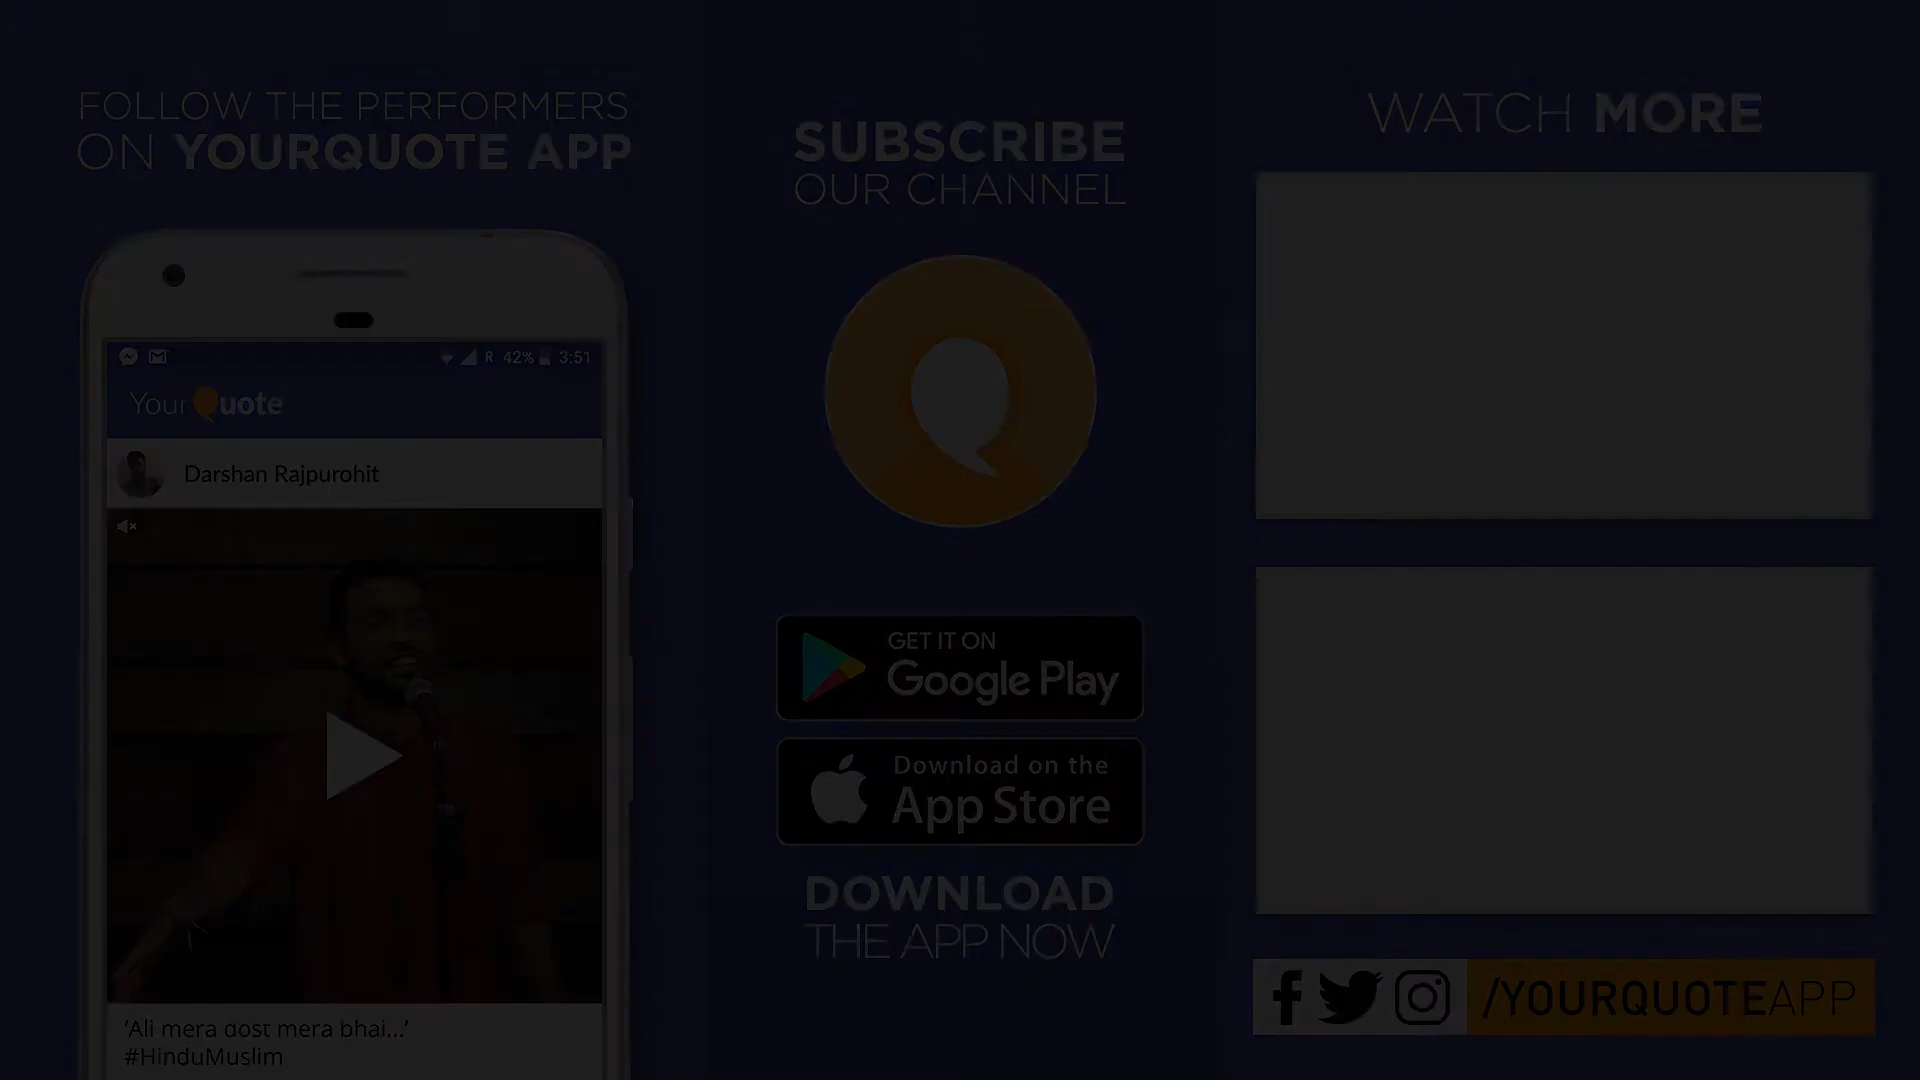 FOLLOW THE PERFORMERS
ON YOURQUOTE APP
SUBSCRIBE
OUR CHANNEL
WATCH MORE
R 42% 3:51
YourQuote
Darshan Rajpurohit
'Ali mera dost mera bhai...'
#HinduMuslim
GET IT ON
Google Play
Download on the
App Store
DOWNLOAD
THE APP NOW
/YOURQUOTEAPP